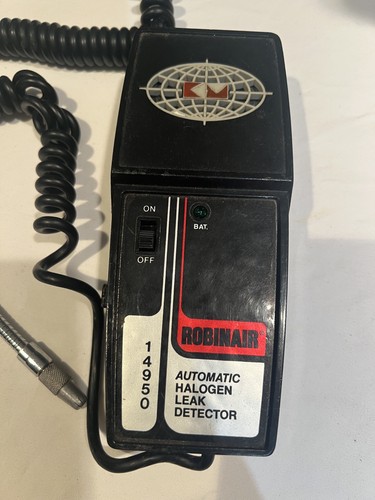 ON
BAT.
OFF
ROBINAIR
14950
AUTOMATIC
HALOGEN
LEAK
DETECTOR